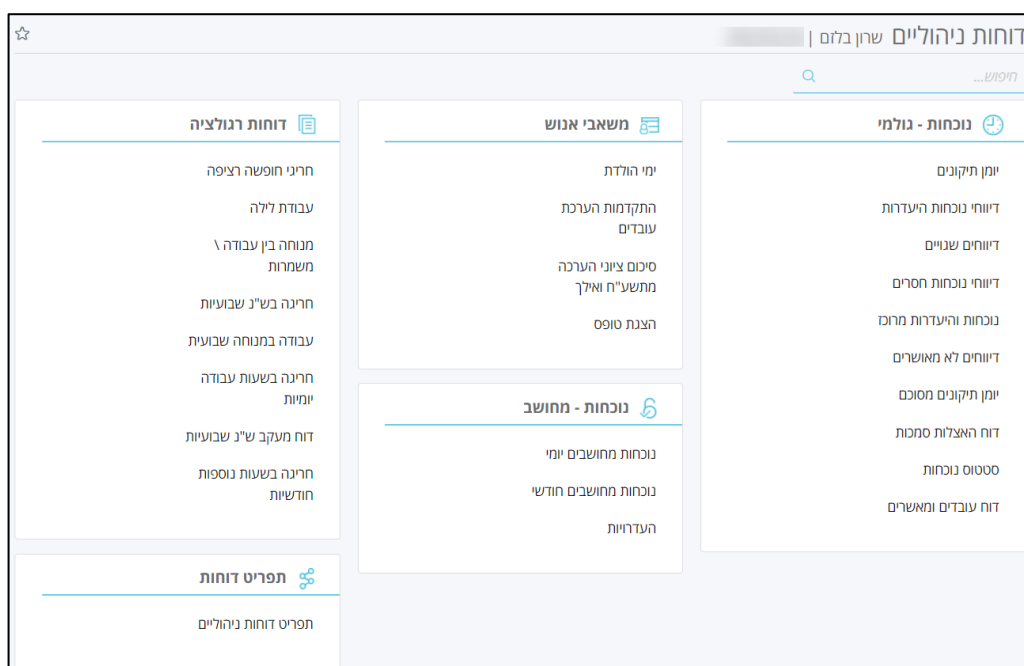 דוחות ניהוליים שרון בלזם |
חיפוש...
נוכחות - גולמי
יומן תיקונים
דיווחי נוכחות היעדרות
דיווחים שגויים
דיווחי נוכחות חסרים
נוכחות והיעדרות מרוכז
דיווחים לא מאושרים
יומן תיקונים מסוכם
דוח האצלות סמכות
סטטוס נוכחות
דוח עובדים ומאשרים
משאבי אנוש
ימי הולדת
התקדמות הערכת
עובדים
סיכום ציוני הערכה
מתשע"ח ואילך
הצגת טופס
נוכחות - מחושב
נוכחות מחושבים יומי
נוכחות מחושבים חודשי
העדרויות
דוחות רגולציה
חריגי חופשה רציפה
עבודת לילה
מנוחה בין עבודה \
משמרות
חריגה בש"נ שבועיות
עבודה במנוחה שבועית
חריגה בשעות עבודה
יומיות
דוח מעקב ש"נ שבועיות
חריגה בשעות נוספות
חודשיות
תפריט דוחות
תפריט דוחות ניהוליים